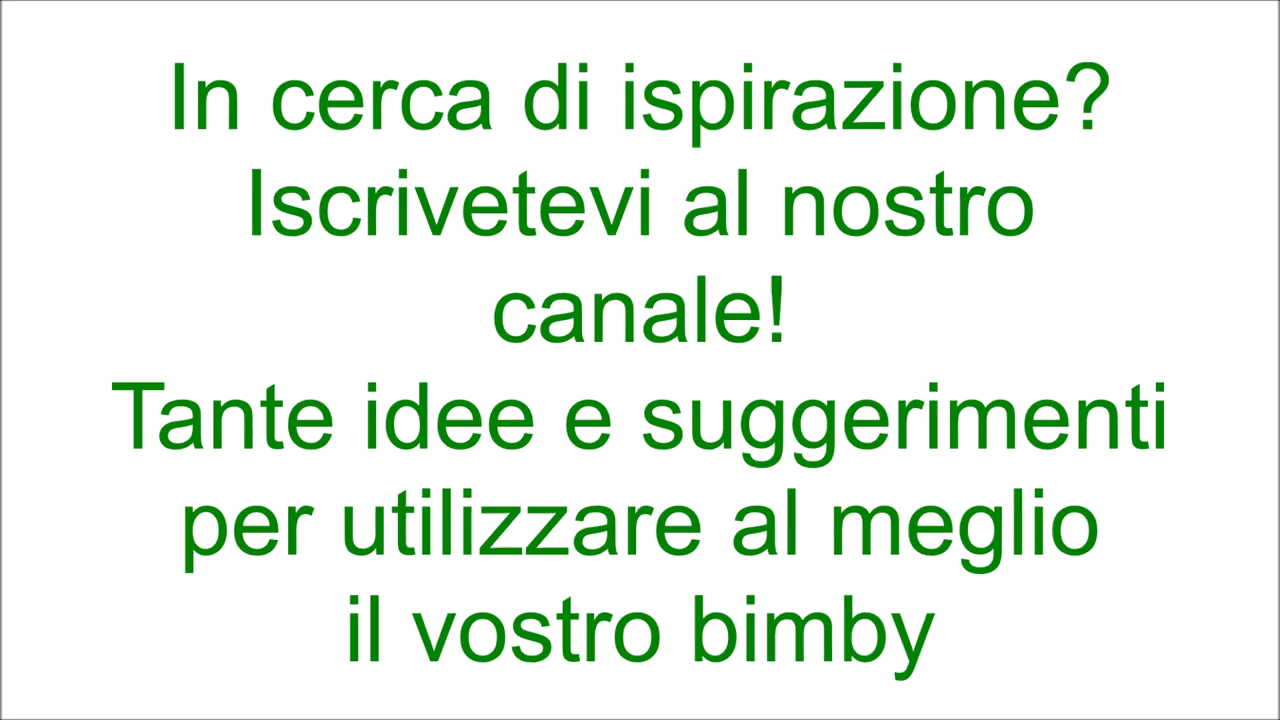 In cerca di ispirazione?
Iscrivetevi al nostro
canale!
Tante idee e suggerimenti
per utilizzare al meglio
il vostro bimby